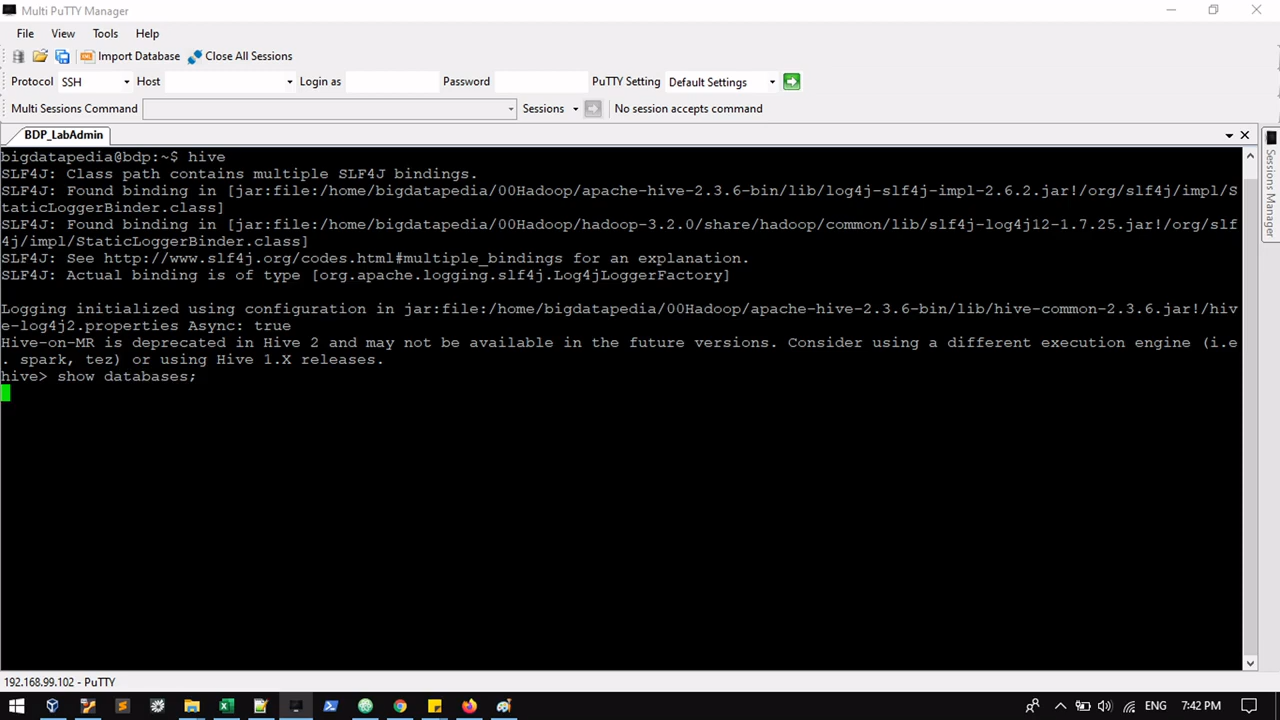 Multi PuTTY Manager
File View Tools Help
Import Database Close All Sessions
Protocol SSH Host Login as Password PuTTY Setting Default Settings
Multi Sessions Command Sessions No session accepts command
BDP_LabAdmin
Sessions Manager
bigdatapedia@bdp:~$ hive
SLF4J: Class path contains multiple SLF4J bindings.
SLF4J: Found binding in [jar:file:/home/bigdatapedia/00Hadoop/apache-hive-2.3.6-bin/lib/log4j-slf4j-impl-2.6.2.jar!/org/slf4j/impl/S
taticLoggerBinder.class]
SLF4J: Found binding in [jar:file:/home/bigdatapedia/00Hadoop/hadoop-3.2.0/share/hadoop/common/lib/slf4j-log4j12-1.7.25.jar!/org/slf
4j/impl/StaticLoggerBinder.class]
SLF4J: See http://www.slf4j.org/codes.html#multiple_bindings for an explanation.
SLF4J: Actual binding is of type [org.apache.logging.slf4j.Log4jLoggerFactory]
Logging initialized using configuration in jar:file:/home/bigdatapedia/00Hadoop/apache-hive-2.3.6-bin/lib/hive-common-2.3.6.jar!/hiv
e-log4j2.properties Async: true
Hive-on-MR is deprecated in Hive 2 and may not be available in the future versions. Consider using a different execution engine (i.e
. spark, tez) or using Hive 1.X releases.
hive> show databases;
192.168.99.102 - PuTTY
ENG 7:42 PM